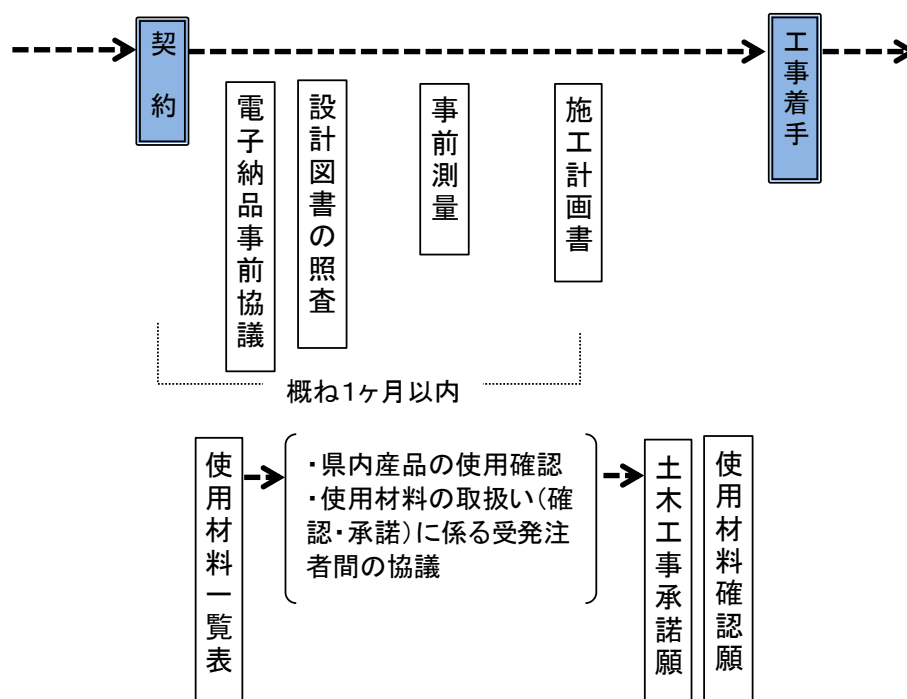 契約
工事着手
電子納品事前協議
設計図書の照査
事前測量
施工計画書
概ね1ヶ月以内
使用材料一覧表
・県内産品の使用確認
・使用材料の取扱い(確
認・承諾)に係る受発注
者間の協議
土木工事承諾願
使用材料確認願